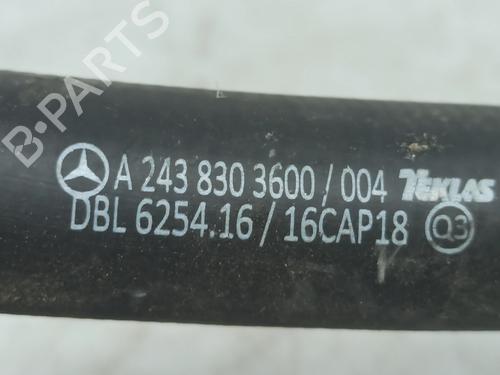 B-PARTS
A 243 830 3600 / 004 TEKLAS
DBL 6254.16 / 16CAP18 Q3